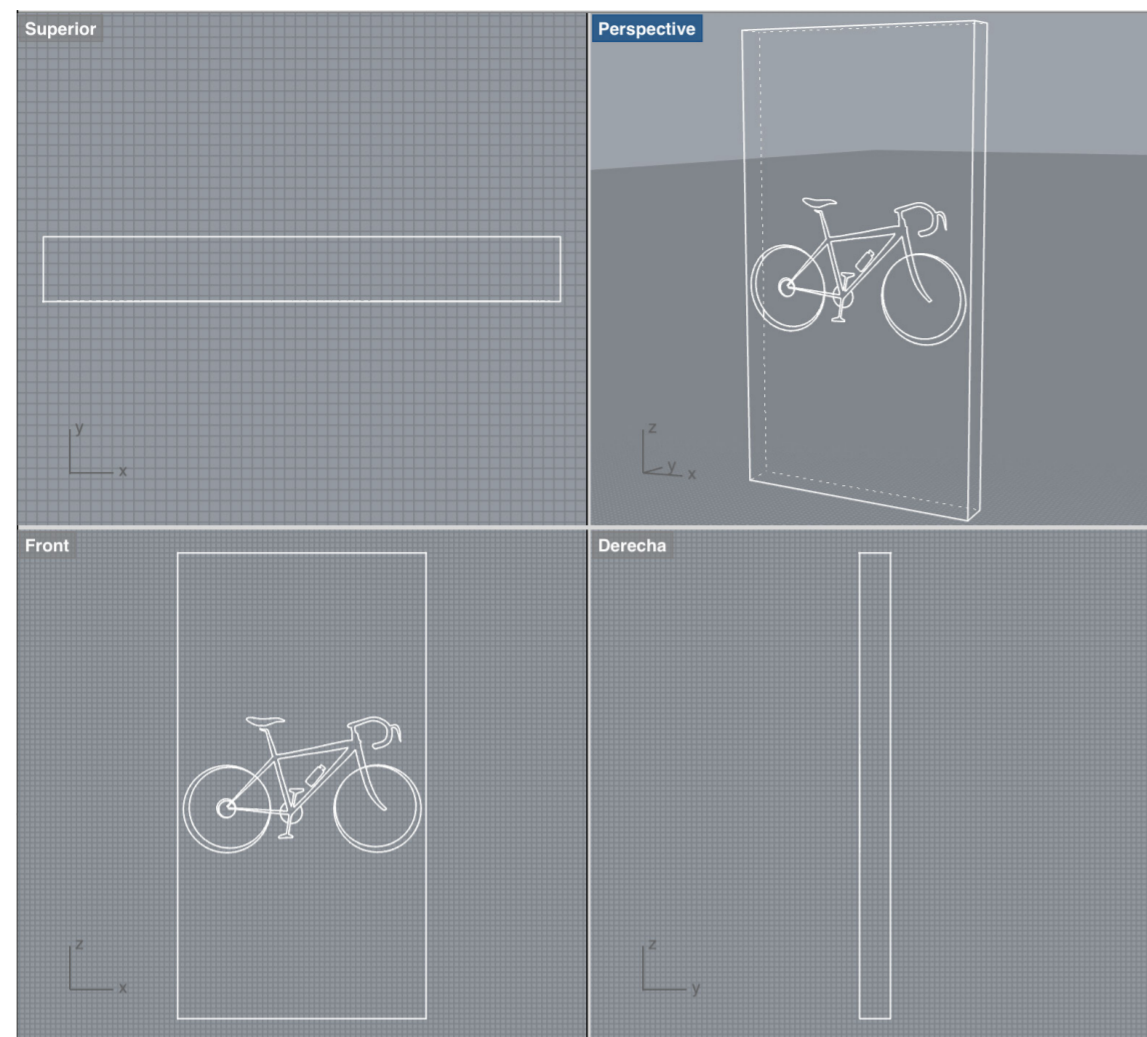 Superior
Perspective
y
x
z
y
x
Front
Derecha
z
x
z
y